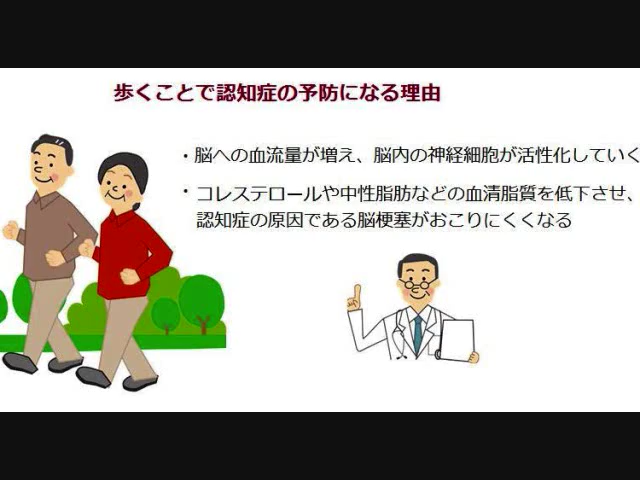 歩くことで認知症の予防になる理由
・脳への血流量が増え、脳内の神経細胞が活性化していく
・コレステロールや中性脂肪などの血清脂質を低下させ、
認知症の原因である脳梗塞がおこりにくくなる